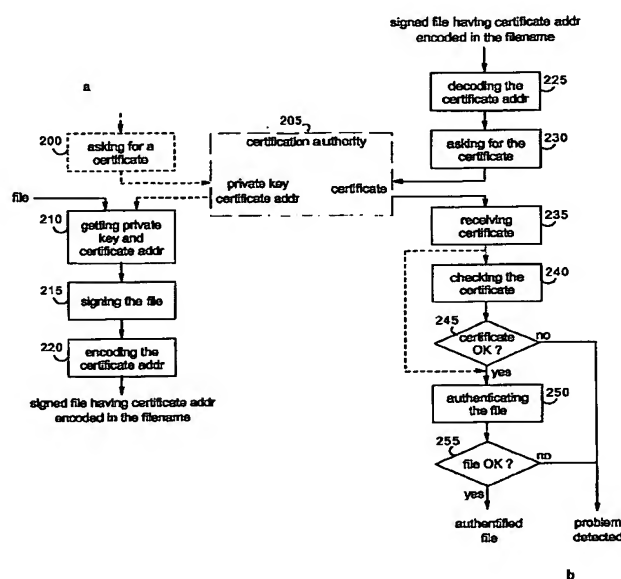 a
200
asking for a
certificate
file
210
getting private
key and
certificate addr
215
signing the file
220
encoding the
certificate addr
signed file having certificate addr
encoded in the filename
205
certification authority
private key
certificate addr
certificate
signed file having certificate addr
encoded in the filename
225
decoding the
certificate addr
230
asking for the
certificate
235
receiving
certificate
240
checking the
certificate
245
certificate
OK ?
no
yes
250
authenticating
the file
255
file OK ?
no
yes
authentified
file
problem
detected
b